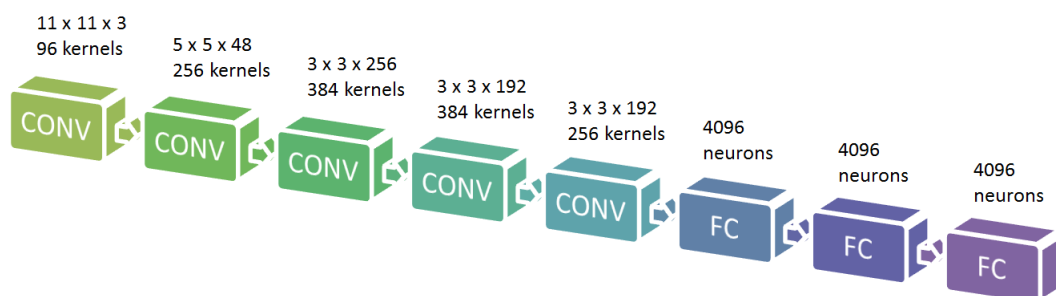 11 x 11 x 3
96 kernels
5 x 5 x 48
256 kernels
3 x 3 x 256
384 kernels
3 x 3 x 192
384 kernels
3 x 3 x 192
256 kernels
4096
neurons
4096
neurons
4096
neurons
CONV
CONV
CONV
CONV
CONV
FC
FC
FC